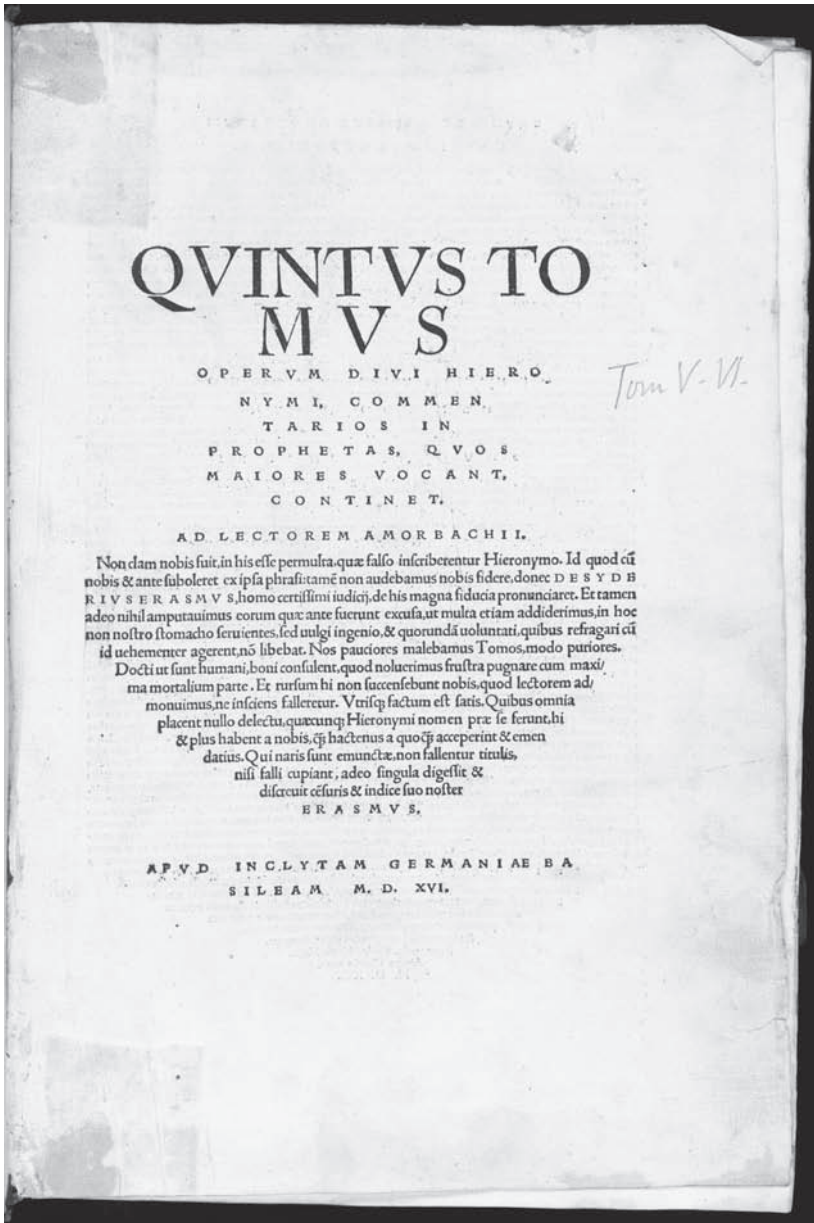 QVINTVS TO
MVS
OPERVM DIVI HIERO
NYMI, COMMEN
TARIOS IN
PROPHETAS, QVOS
MAIORES VOCANT,
CONTINET.
Tom V-VI.
AD LECTOREM AMORBACHII.
Non clam nobis fuit, in his esse permulta, quæ falso inscriberentur Hieronymo. Id quod cũ
nobis & ante suboleret ex ipsa phrasi: tamē non audebamus nobis fidere, donec DESYDE
RIVS ERASMVS, homo certissimi iudicij, de his magna fiducia pronunciaret. Et tamen
adeo nihil amputauimus eorum quæ ante fuerunt excusa, ut multa etiam addiderimus, in hoc
non nostro stomacho seruientes, sed uulgi ingenio, & quorundã uoluntati, quibus refragari cũ
id uehementer agerent, nõ libebat. Nos pauciores malebamus Tomos, modo puriores.
Docti ut sunt humani, boni consulent, quod noluerimus frustra pugnare cum maxi/
ma mortalium parte. Et rursum hi non succensebunt nobis, quod lectorem ad/
monuimus, ne insciens falleretur. Vtrisq; factum est satis. Quibus omnia
placent nullo delectu, quæcunq; Hieronymi nomen præ se ferunt, hi
& plus habent a nobis, q̃; hactenus a quoq̃; acceperint & emen
datius. Qui naris sunt emunctæ, non fallentur titulis,
nisi falli cupiant, adeo singula digessit &
discreuit cēsuris & indice suo noster
ERASMVS.
APVD INCLYTAM GERMANIAE BA
SILEAM M. D. XVI.